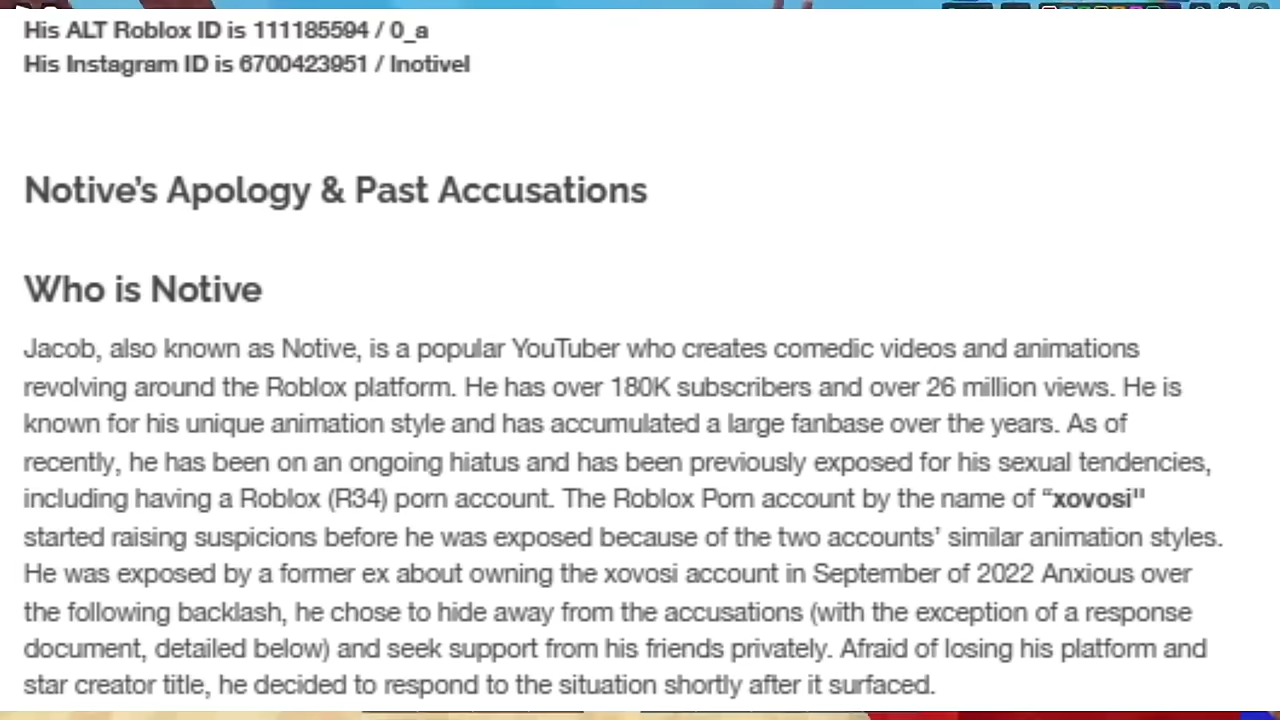 His ALT Roblox ID is 111185594 / 0_a
His Instagram ID is 6700423951 / lnotivel
Notive's Apology & Past Accusations
Who is Notive
Jacob, also known as Notive, is a popular YouTuber who creates comedic videos and animations
revolving around the Roblox platform. He has over 180K subscribers and over 26 million views. He is
known for his unique animation style and has accumulated a large fanbase over the years. As of
recently, he has been on an ongoing hiatus and has been previously exposed for his sexual tendencies,
including having a Roblox (R34) porn account. The Roblox Porn account by the name of “xovosi"
started raising suspicions before he was exposed because of the two accounts’ similar animation styles.
He was exposed by a former ex about owning the xovosi account in September of 2022 Anxious over
the following backlash, he chose to hide away from the accusations (with the exception of a response
document, detailed below) and seek support from his friends privately. Afraid of losing his platform and
star creator title, he decided to respond to the situation shortly after it surfaced.